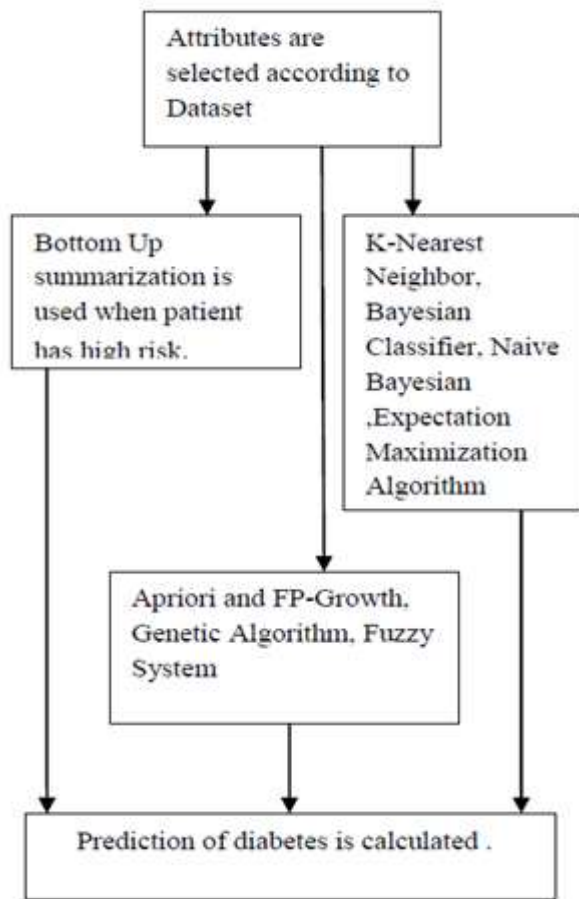 Attributes are
selected according to
Dataset
Bottom Up
summarization is
used when patient
has high risk.
K-Nearest
Neighbor,
Bayesian
Classifier, Naive
Bayesian
,Expectation
Maximization
Algorithm
Apriori and FP-Growth,
Genetic Algorithm, Fuzzy
System
Prediction of diabetes is calculated .